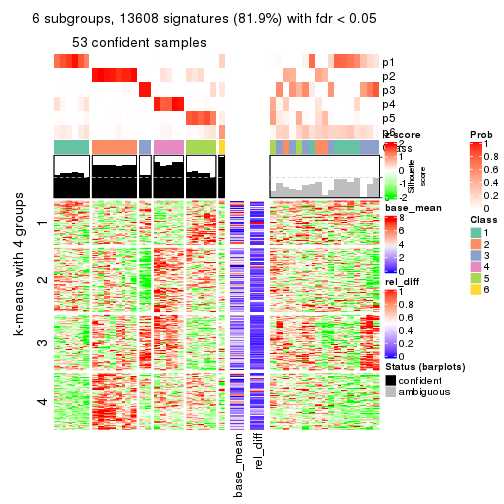 6 subgroups, 13608 signatures (81.9%) with fdr < 0.05
53 confident samples
p1
p2
p3
p4
p5
p6
Class
Silhouette
score
k-means with 4 groups
1
2
3
4
base_mean
rel_diff
z_score
2
1
0
-1
-2
base_mean
8
6
4
2
0
rel_diff
1
0.8
0.6
0.4
0.2
0
Status (barplots)
confident
ambiguous
Prob
1
0.8
0.6
0.4
0.2
0
Class
1
2
3
4
5
6